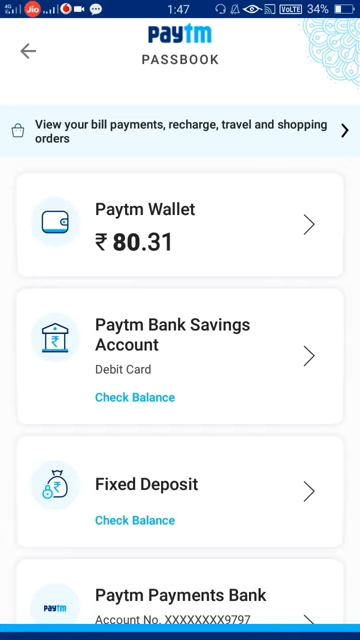 4G Jio 1:47 VoLTE 34%
paytm
PASSBOOK
View your bill payments, recharge, travel and shopping
orders
Paytm Wallet
₹ 80.31
Paytm Bank Savings
Account
Debit Card
Check Balance
Fixed Deposit
Check Balance
Paytm Payments Bank
paytm
Account No. XXXXXXXX9797